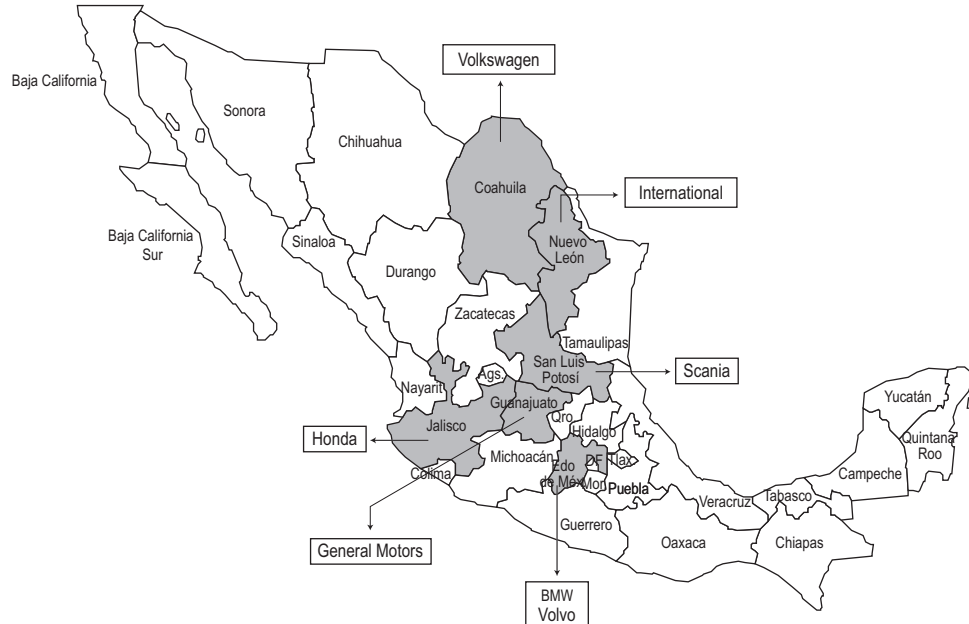 Volkswagen
Baja California
Sonora
Chihuahua
Coahuila
International
Baja California
Sur
Sinaloa
Nuevo
León
Durango
Zacatecas
Tamaulipas
San Luis
Potosí
Scania
Nayarit
Ags.
Guanajuato
Yucatán
Jalisco
Qro
Hidalgo
Quintana
Roo
Honda
Michoacán
Edo
de Méx
DF
Tlax
Campeche
Colima
Mor
Puebla
Veracruz
Tabasco
Guerrero
Oaxaca
Chiapas
General Motors
BMW
Volvo